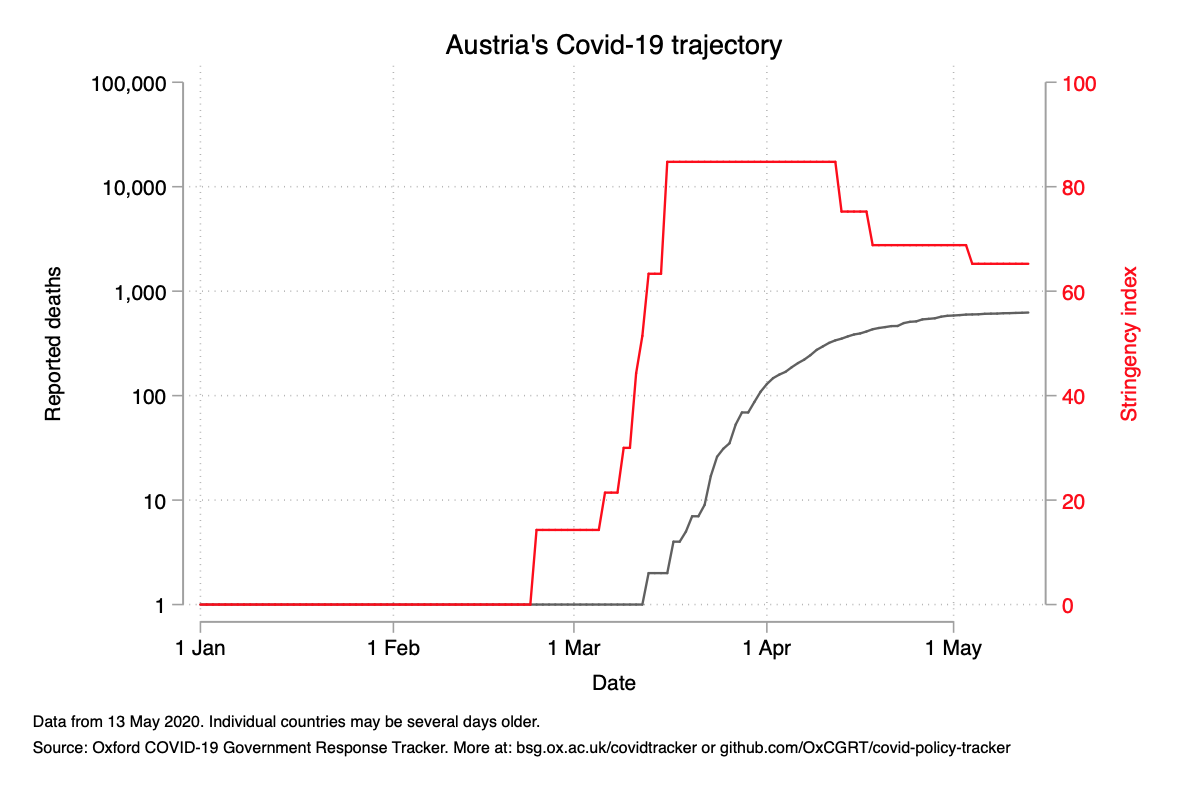 Austria's Covid-19 trajectory
100,000
10,000
1,000
100
10
1
Reported deaths
100
80
60
40
20
0
Stringency index
1 Jan
1 Feb
1 Mar
1 Apr
1 May
Date
Data from 13 May 2020. Individual countries may be several days older.
Source: Oxford COVID-19 Government Response Tracker. More at: bsg.ox.ac.uk/covidtracker or github.com/OxCGRT/covid-policy-tracker